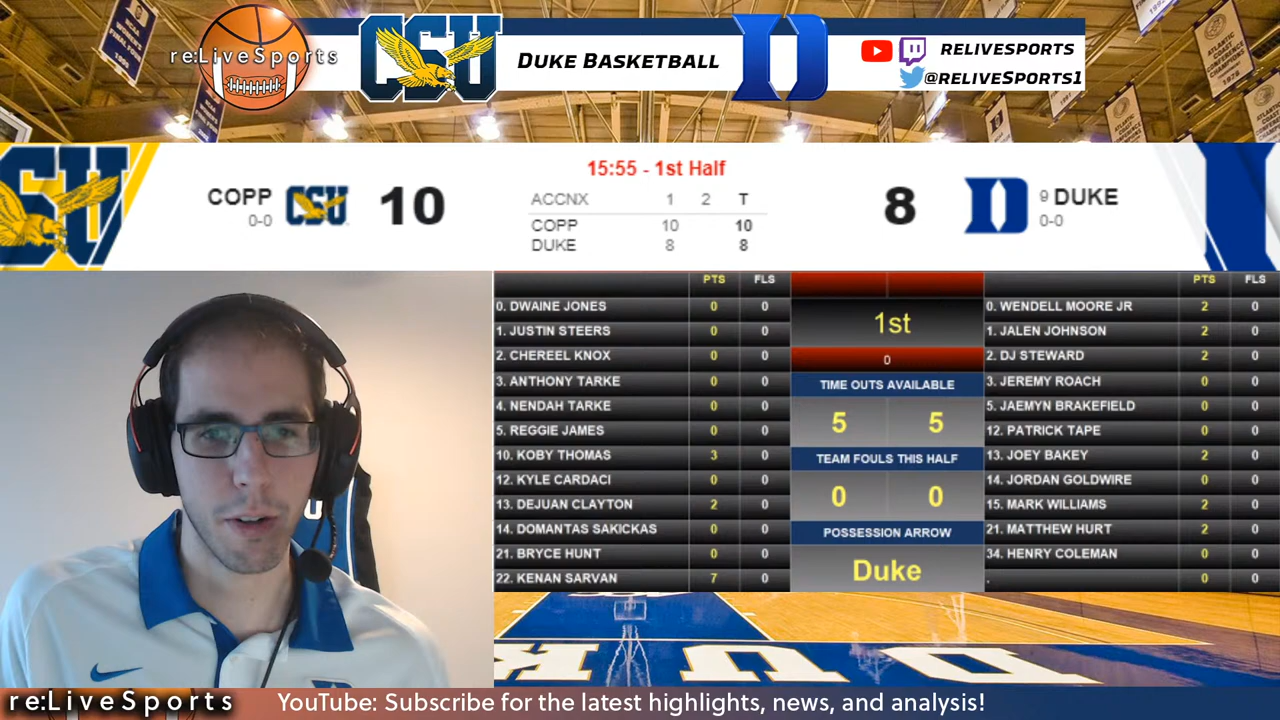 re:LiveSports
CSU
DUKE BASKETBALL
D
RELIVESPORTS
@RELIVESPORTS1
15:55 - 1st Half
COPP CSU 10
0-0
ACCNX 1 2 T
COPP 10 10
DUKE 8 8
8 D 9 DUKE
0-0
PTS FLS
0. DWAINE JONES 0 0
1. JUSTIN STEERS 0 0
2. CHEREEL KNOX 0 0
3. ANTHONY TARKE 0 0
4. NENDAH TARKE 0 0
5. REGGIE JAMES 0 0
10. KOBY THOMAS 3 0
12. KYLE CARDACI 0 0
13. DEJUAN CLAYTON 2 0
14. DOMANTAS SAKICKAS 0 0
21. BRYCE HUNT 0 0
22. KENAN SARVAN 7 0
1st
0
TIME OUTS AVAILABLE
5 5
TEAM FOULS THIS HALF
0 0
POSSESSION ARROW
Duke
PTS FLS
0. WENDELL MOORE JR 2 0
1. JALEN JOHNSON 2 0
2. DJ STEWARD 2 0
3. JEREMY ROACH 0 0
5. JAEMYN BRAKEFIELD 0 0
12. PATRICK TAPE 0 0
13. JOEY BAKEY 2 0
14. JORDAN GOLDWIRE 0 0
15. MARK WILLIAMS 2 0
21. MATTHEW HURT 2 0
34. HENRY COLEMAN 0 0
. 0 0
DUK
re:LiveSports
YouTube: Subscribe for the latest highlights, news, and analysis!